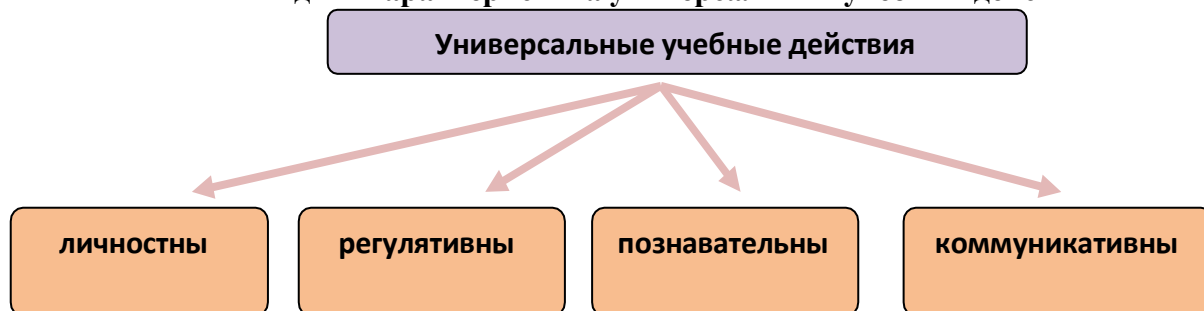 Универсальные учебные действия
личностны регулятивны познавательны коммуникативны